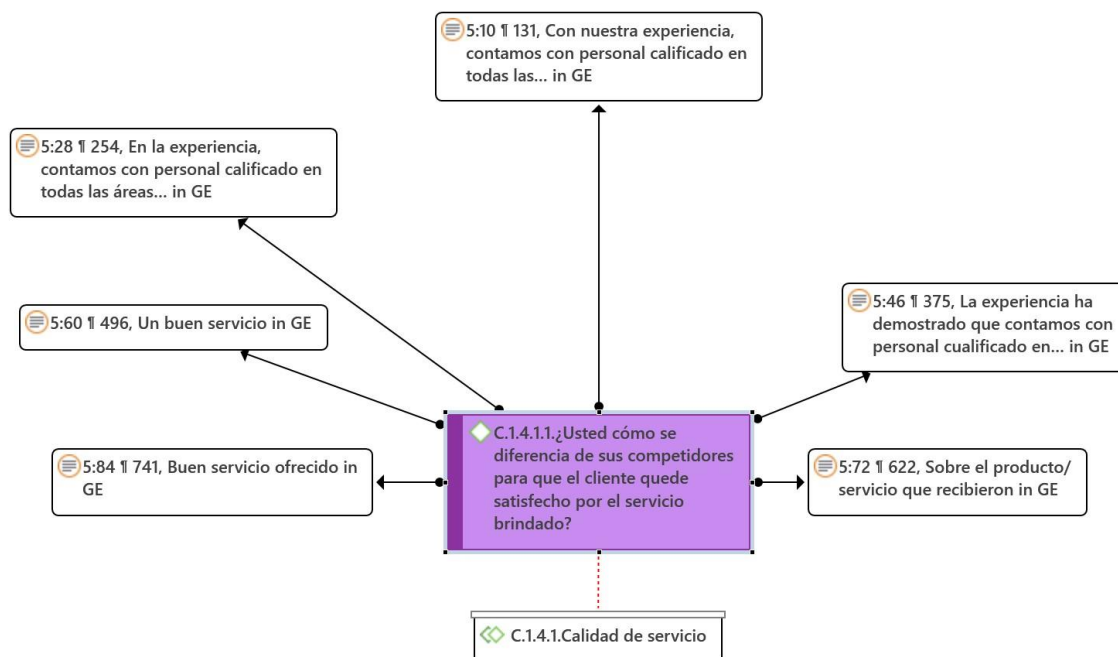 5:10 ¶ 131, Con nuestra experiencia,
contamos con personal calificado en
todas las... in GE
5:28 ¶ 254, En la experiencia,
contamos con personal calificado en
todas las áreas... in GE
5:60 ¶ 496, Un buen servicio in GE
5:46 ¶ 375, La experiencia ha
demostrado que contamos con
personal cualificado en... in GE
C.1.4.1.1.¿Usted cómo se
diferencia de sus competidores
para que el cliente quede
satisfecho por el servicio
brindado?
5:84 ¶ 741, Buen servicio ofrecido in
GE
5:72 ¶ 622, Sobre el producto/
servicio que recibieron in GE
C.1.4.1.Calidad de servicio